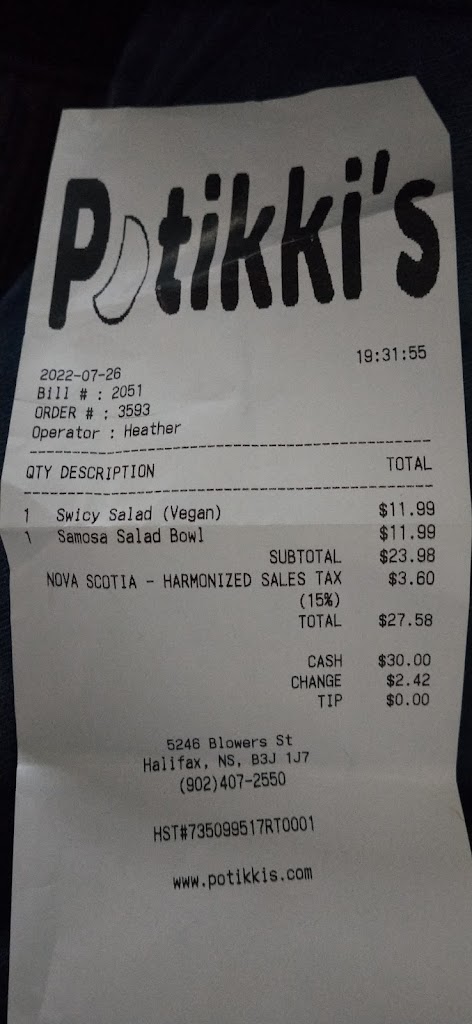 Potikki's
19:31:55
2022-07-26
Bill # : 2051
ORDER # : 3593
Operator : Heather
QTY DESCRIPTION TOTAL
1 Swicy Salad (Vegan) $11.99
1 Samosa Salad Bowl $11.99
SUBTOTAL $23.98
NOVA SCOTIA - HARMONIZED SALES TAX $3.60
(15%)
TOTAL $27.58
CASH $30.00
CHANGE $2.42
TIP $0.00
5246 Blowers St
Halifax, NS, B3J 1J7
(902)407-2550
HST#735099517RT0001
www.potikkis.com